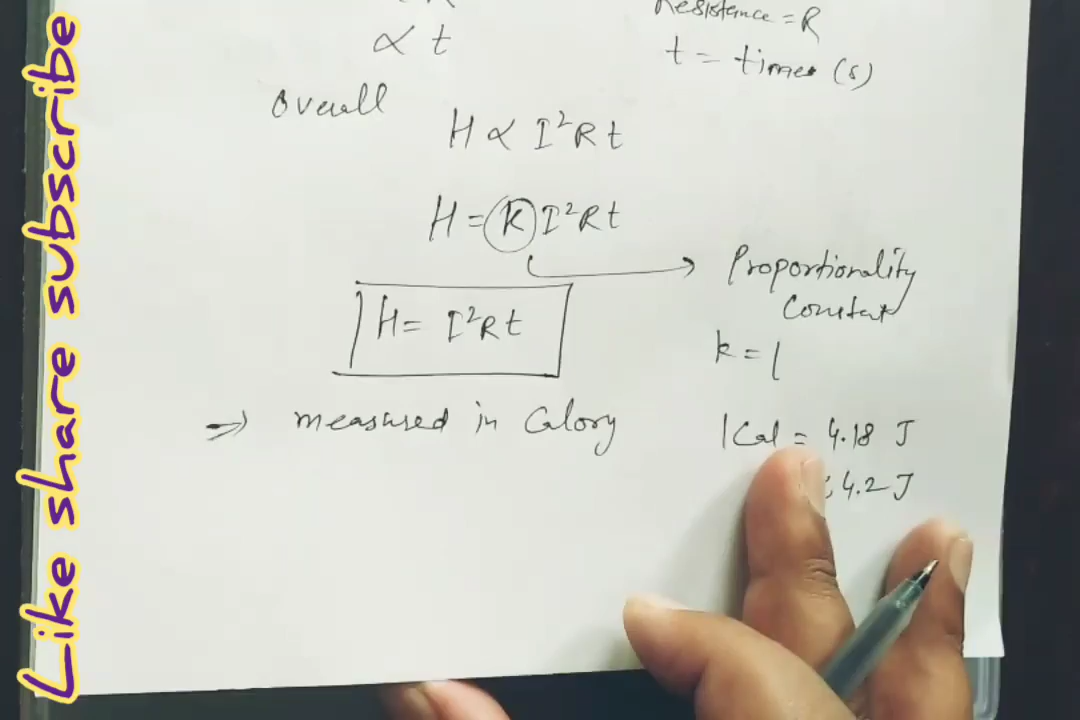 Like share subscribe
Resistance = R
∝ t
t = times (s)
Overall
H ∝ I²Rt
H = K I²Rt
Proportionality
Constant
H = I²Rt
k = 1
⇒ measured in Calory
1Cal = 4.18 J
4.2 J